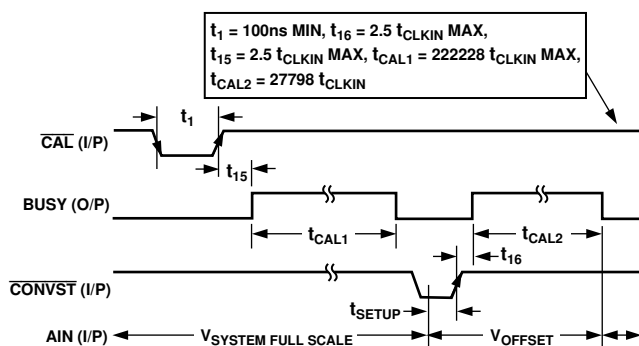 t1 = 100ns MIN, t16 = 2.5 tCLKIN MAX,
t15 = 2.5 tCLKIN MAX, tCAL1 = 222228 tCLKIN MAX,
tCAL2 = 27798 tCLKIN
t1
CAL (I/P)
t15
BUSY (O/P)
tCAL1
tCAL2
t16
CONVST (I/P)
tSETUP
AIN (I/P)
VSYSTEM FULL SCALE
VOFFSET